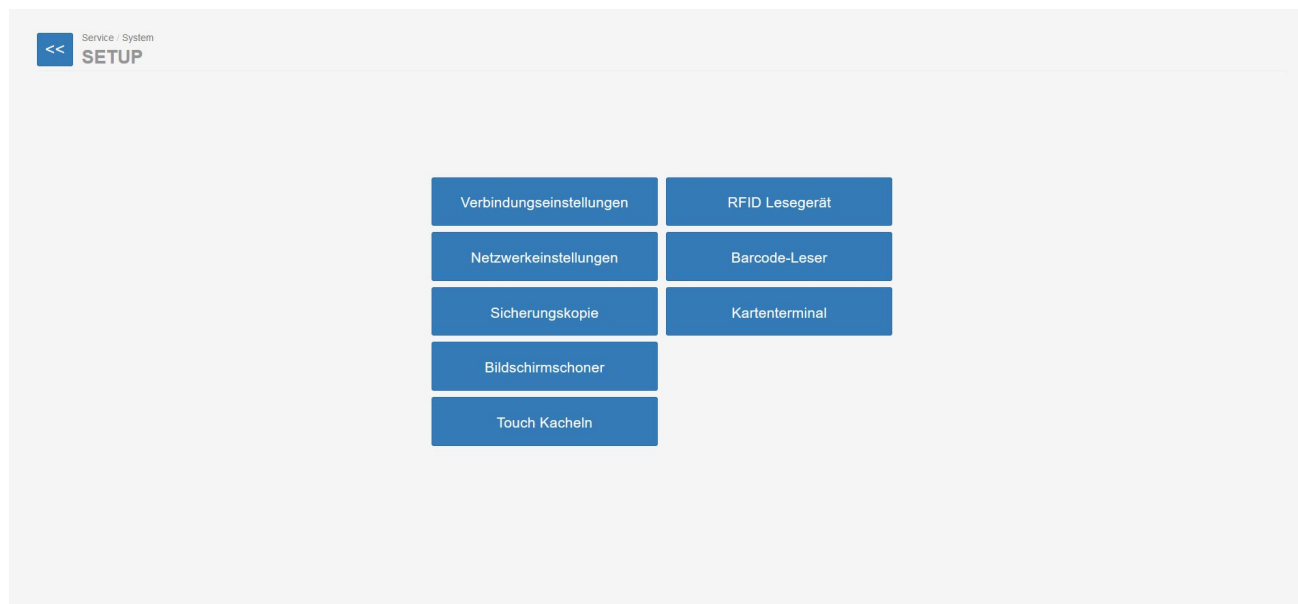 <<
Service / System
SETUP
Verbindungseinstellungen
RFID Lesegerät
Netzwerkeinstellungen
Barcode-Leser
Sicherungskopie
Kartenterminal
Bildschirmschoner
Touch Kacheln